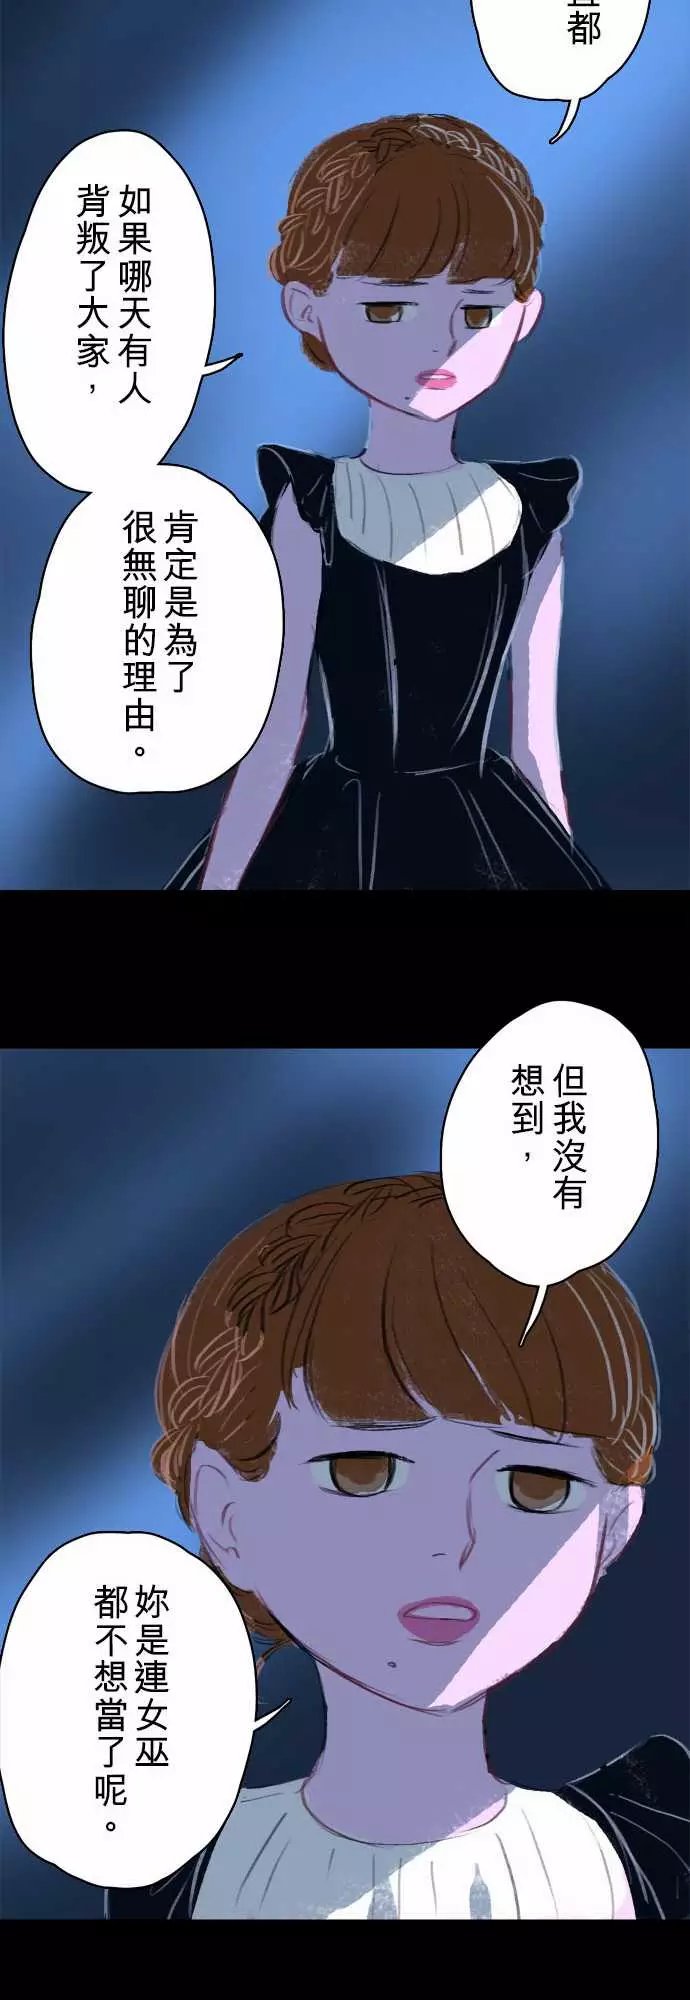 都
如果哪天有人
背叛了大家，
肯定是為了
很無聊的理由。
但我沒有
想到，
妳是連女巫
都不想當了呢。